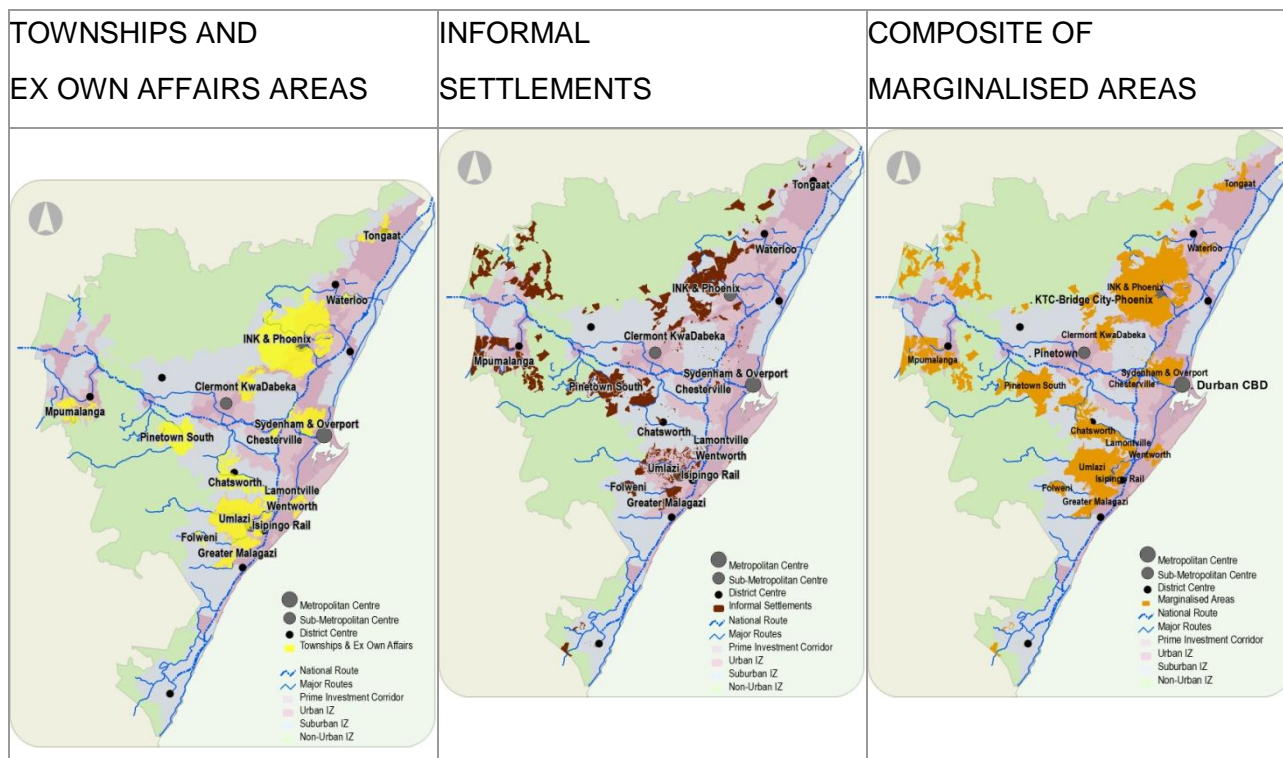 TOWNSHIPS AND
EX OWN AFFAIRS AREAS
INFORMAL
SETTLEMENTS
COMPOSITE OF
MARGINALISED AREAS
Tongaat
Waterloo
INK & Phoenix
Clermont KwaDabeka
Mpumalanga
Sydenham & Overport
Pinetown South
Chesterville
Chatsworth
Lamontville
Wentworth
Umlazi
Isipingo Rail
Folweni
Greater Malagazi
Metropolitan Centre
Sub-Metropolitan Centre
District Centre
Townships & Ex Own Affairs
National Route
Major Routes
Prime Investment Corridor
Urban IZ
Suburban IZ
Non-Urban IZ
Tongaat
Waterloo
INK & Phoenix
Clermont KwaDabeka
Mpumalanga
Sydenham & Overport
Pinetown South
Chesterville
Chatsworth
Lamontville
Wentworth
Umlazi
Isipingo Rail
Folweni
Greater Malagazi
Metropolitan Centre
Sub-Metropolitan Centre
District Centre
Informal Settlements
National Route
Major Routes
Prime Investment Corridor
Urban IZ
Suburban IZ
Non-Urban IZ
Tongaat
Waterloo
INK & Phoenix
KTC-Bridge City-Phoenix
Clermont KwaDabeka
Pinetown
Mpumalanga
Sydenham & Overport
Pinetown South
Chesterville
Durban CBD
Chatsworth
Lamontville
Wentworth
Umlazi
Isipingo Rail
Folweni
Greater Malagazi
Metropolitan Centre
Sub-Metropolitan Centre
District Centre
Marginalised Areas
National Route
Major Routes
Prime Investment Corridor
Urban IZ
Suburban IZ
Non-Urban IZ